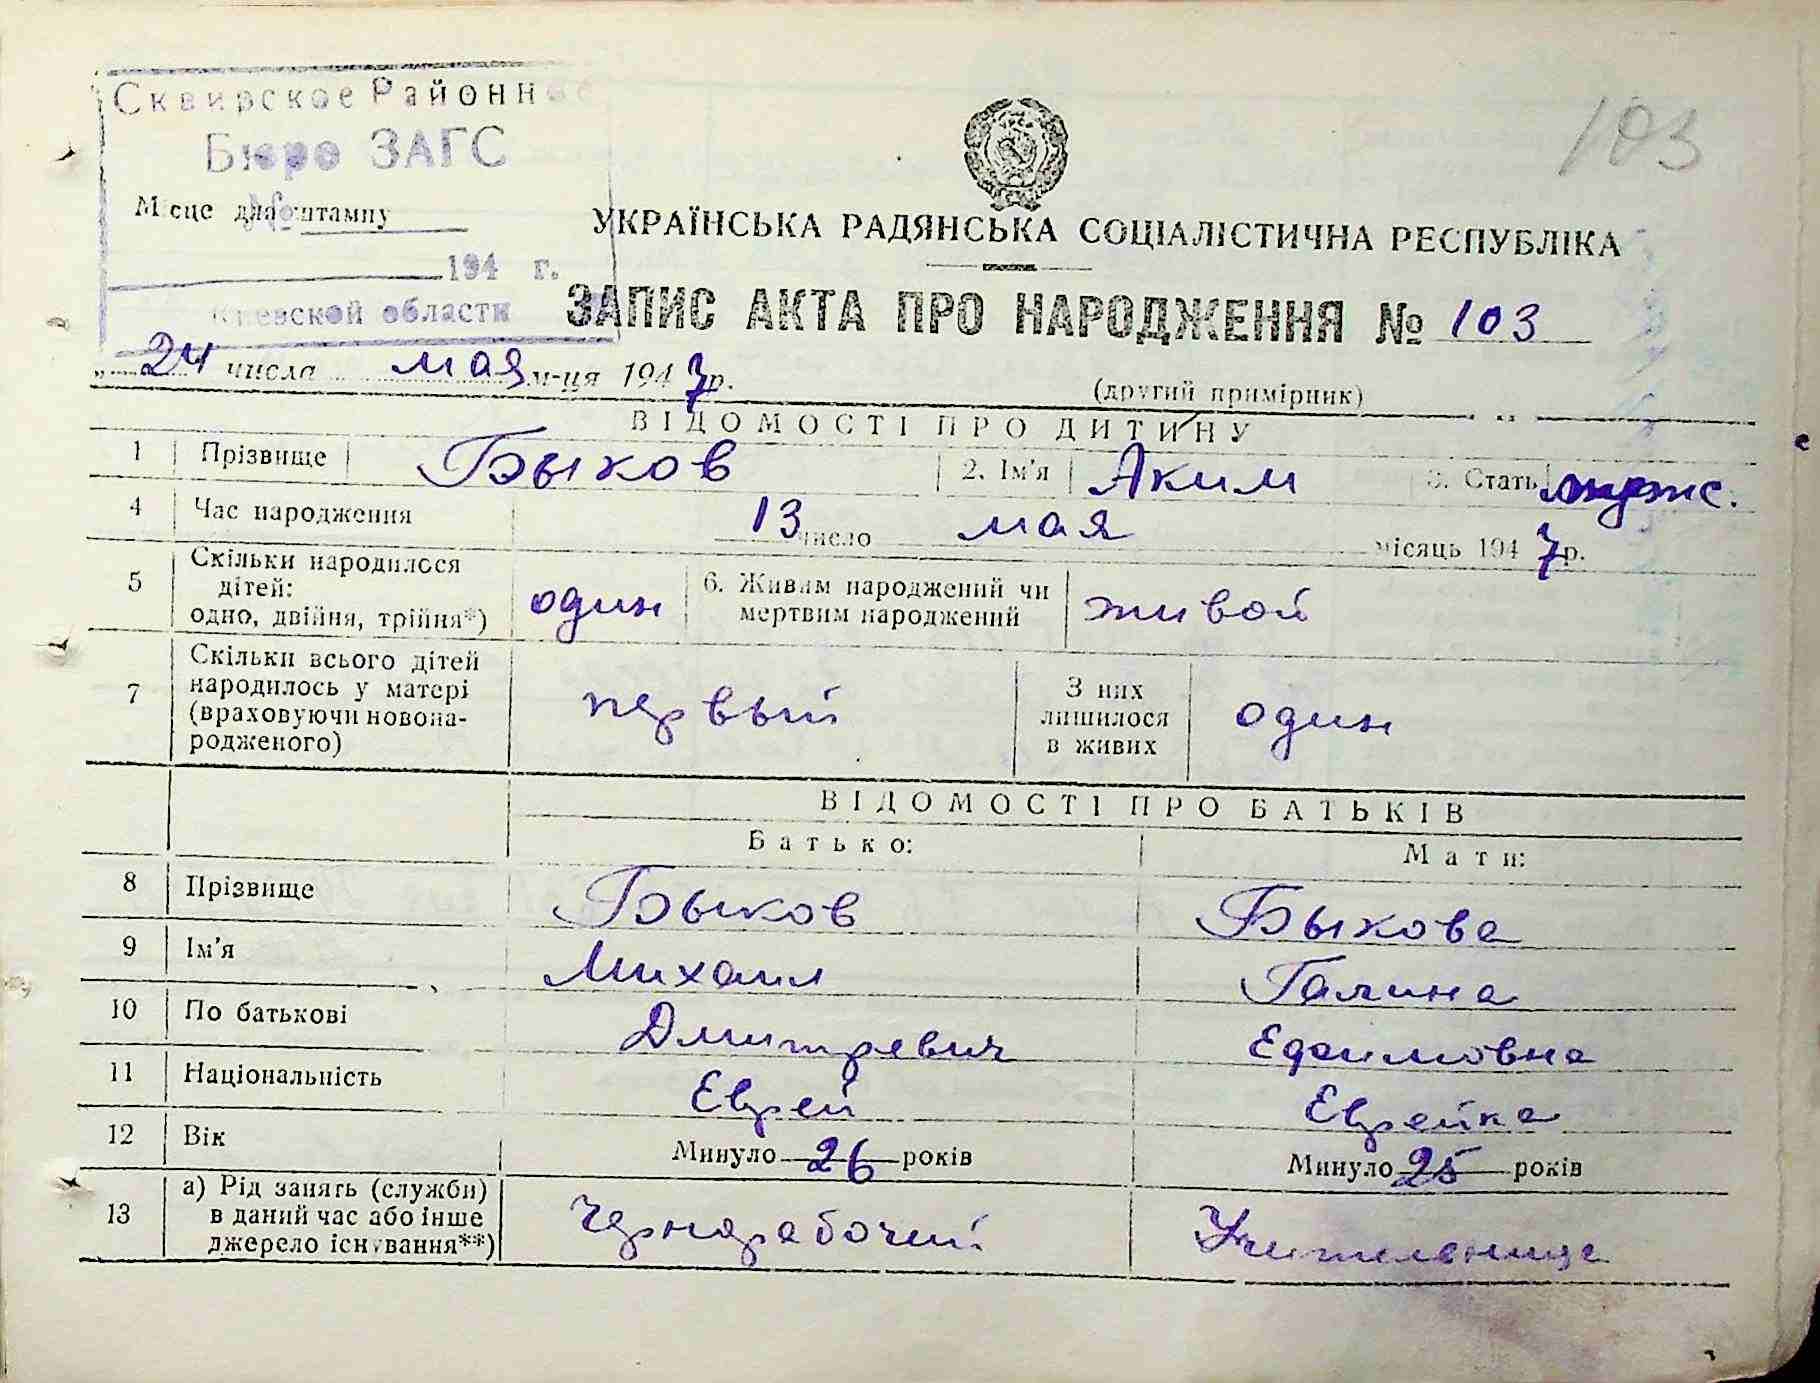 Сквирское Районное
Бюро ЗАГС
103
Місце для штампу
№
УКРАЇНСЬКА РАДЯНСЬКА СОЦІАЛІСТИЧНА РЕСПУБЛІКА
194 г.
Киевской области
ЗАПИС АКТА ПРО НАРОДЖЕННЯ № 103
„ 24 числа мая м-ця 1947 р.
(другий примірник)
ВІДОМОСТІ ПРО ДИТИНУ
1 Прізвище Быков 2. Ім'я Аким 3. Стать мужс.
4 Час народження 13 число мая місяць 1947 р.
5 Скільки народилося дітей: одно, двійня, трійня*) один 6. Живим народжений чи мертвим народжений живой
7 Скільки всього дітей народилось у матері (враховуючи новонародженого) первый З них лишилося в живих один
ВІДОМОСТІ ПРО БАТЬКІВ
Батько: Мати:
8 Прізвище Быков Быкова
9 Ім'я Михаил Галина
10 По батькові Дмитревич Ефимовна
11 Національність Еврей Еврейка
12 Вік Минуло 26 років Минуло 25 років
13 а) Рід занять (служби) в даний час або інше джерело існування**) Чернорабочий Учительница